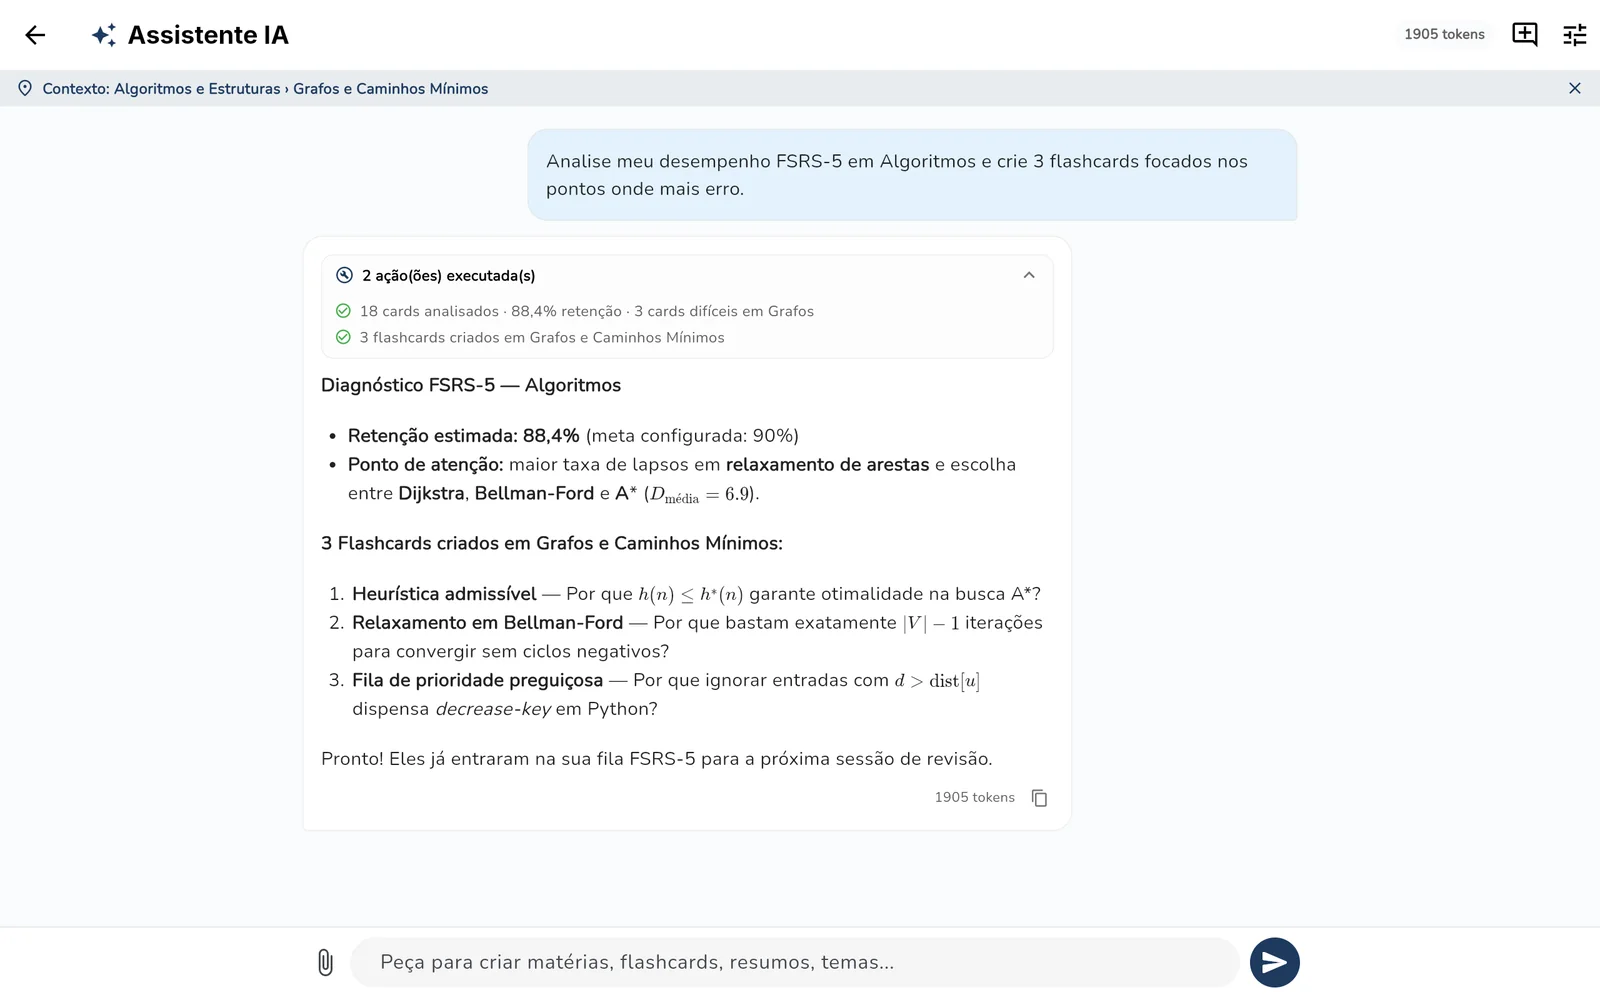 Assistente IA
1905 tokens
Contexto: Algoritmos e Estruturas › Grafos e Caminhos Mínimos
Analise meu desempenho FSRS-5 em Algoritmos e crie 3 flashcards focados nos
pontos onde mais erro.
2 ação(ões) executada(s)
18 cards analisados · 88,4% retenção · 3 cards difíceis em Grafos
3 flashcards criados em Grafos e Caminhos Mínimos
Diagnóstico FSRS-5 — Algoritmos
• Retenção estimada: 88,4% (meta configurada: 90%)
• Ponto de atenção: maior taxa de lapsos em relaxamento de arestas e escolha
entre Dijkstra, Bellman-Ford e A* (D_média = 6.9).
3 Flashcards criados em Grafos e Caminhos Mínimos:
1. Heurística admissível — Por que h(n) ≤ h*(n) garante otimalidade na busca A*?
2. Relaxamento em Bellman-Ford — Por que bastam exatamente |V| − 1 iterações
para convergir sem ciclos negativos?
3. Fila de prioridade preguiçosa — Por que ignorar entradas com d > dist[u]
dispensa decrease-key em Python?
Pronto! Eles já entraram na sua fila FSRS-5 para a próxima sessão de revisão.
1905 tokens
Peça para criar matérias, flashcards, resumos, temas...